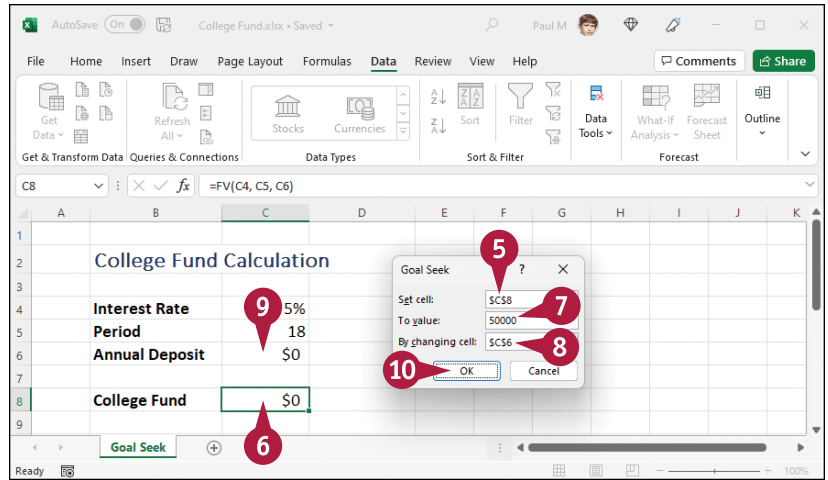 AutoSave On College Fund.xlsx • Saved Paul M
File Home Insert Draw Page Layout Formulas Data Review View Help Comments Share
Get Data Refresh All Stocks Currencies Sort Filter Data Tools What-If Analysis Forecast Sheet Outline
Get & Transform Data Queries & Connections Data Types Sort & Filter Forecast
C8 fx =FV(C4, C5, C6)
A B C D E F G H I J K
1
2 College Fund Calculation
3
4 Interest Rate 5%
5 Period 18
6 Annual Deposit $0
7
8 College Fund $0
9
Goal Seek ? ×
Set cell: $C$8
To value: 50000
By changing cell: $C$6
OK Cancel
5
7
8
10
9
6
Goal Seek
Ready 100%